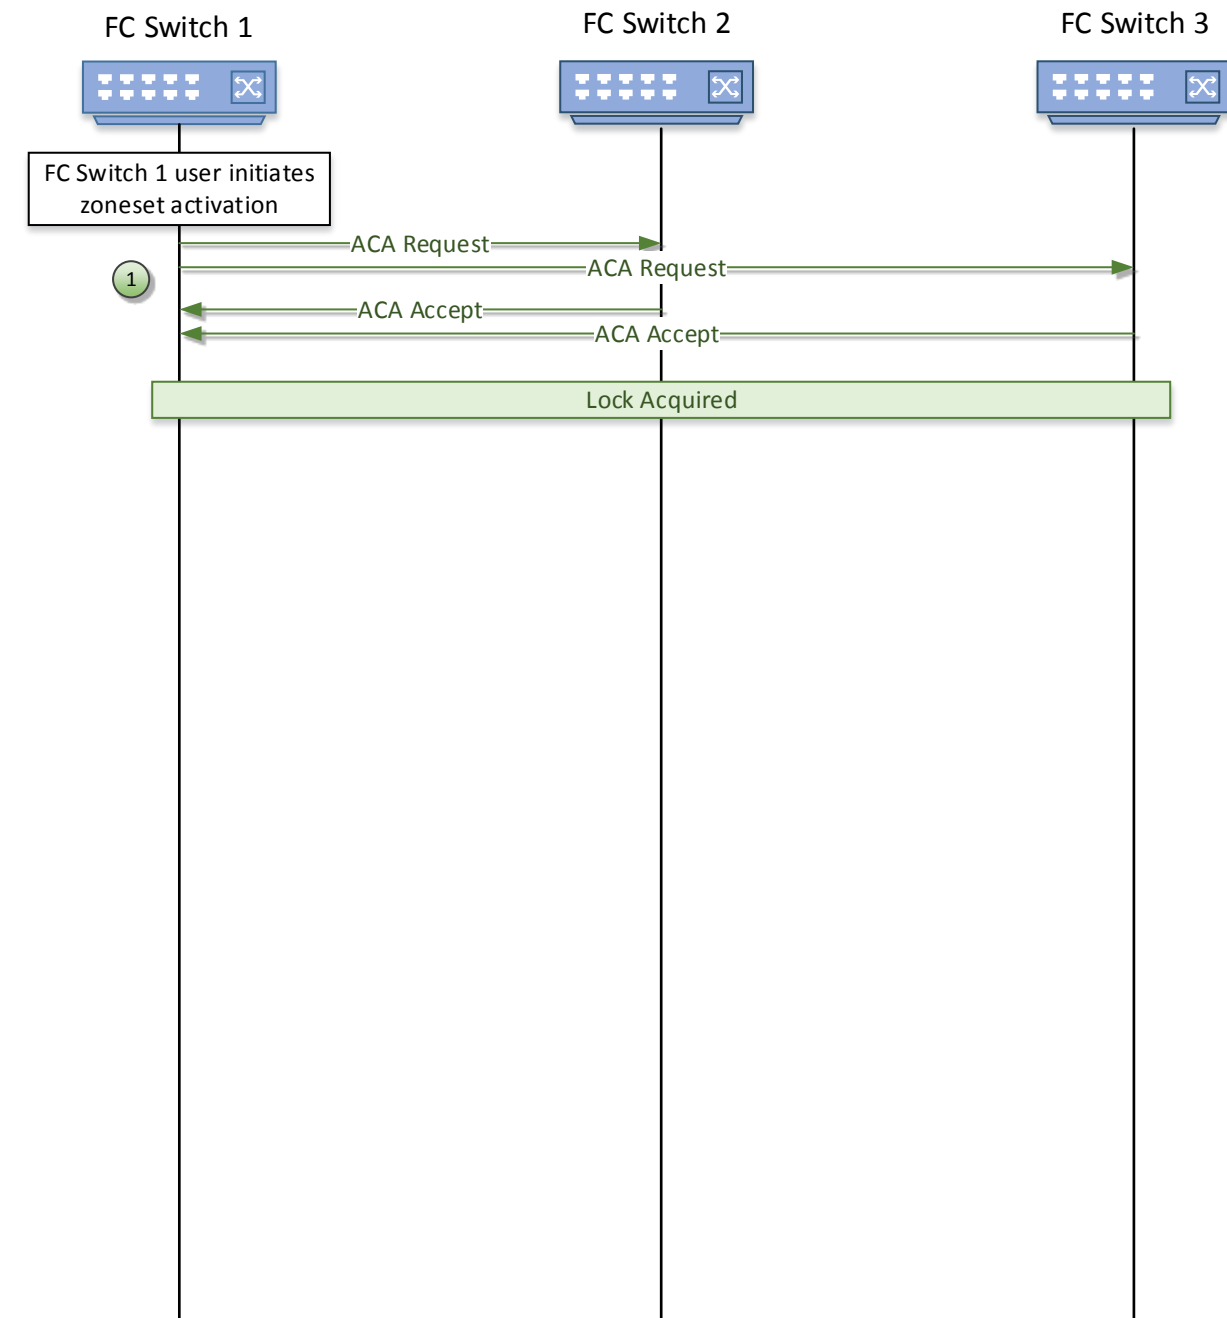 FC Switch 1
FC Switch 2
FC Switch 3
FC Switch 1 user initiates
zoneset activation
ACA Request
ACA Request
1
ACA Accept
ACA Accept
Lock Acquired